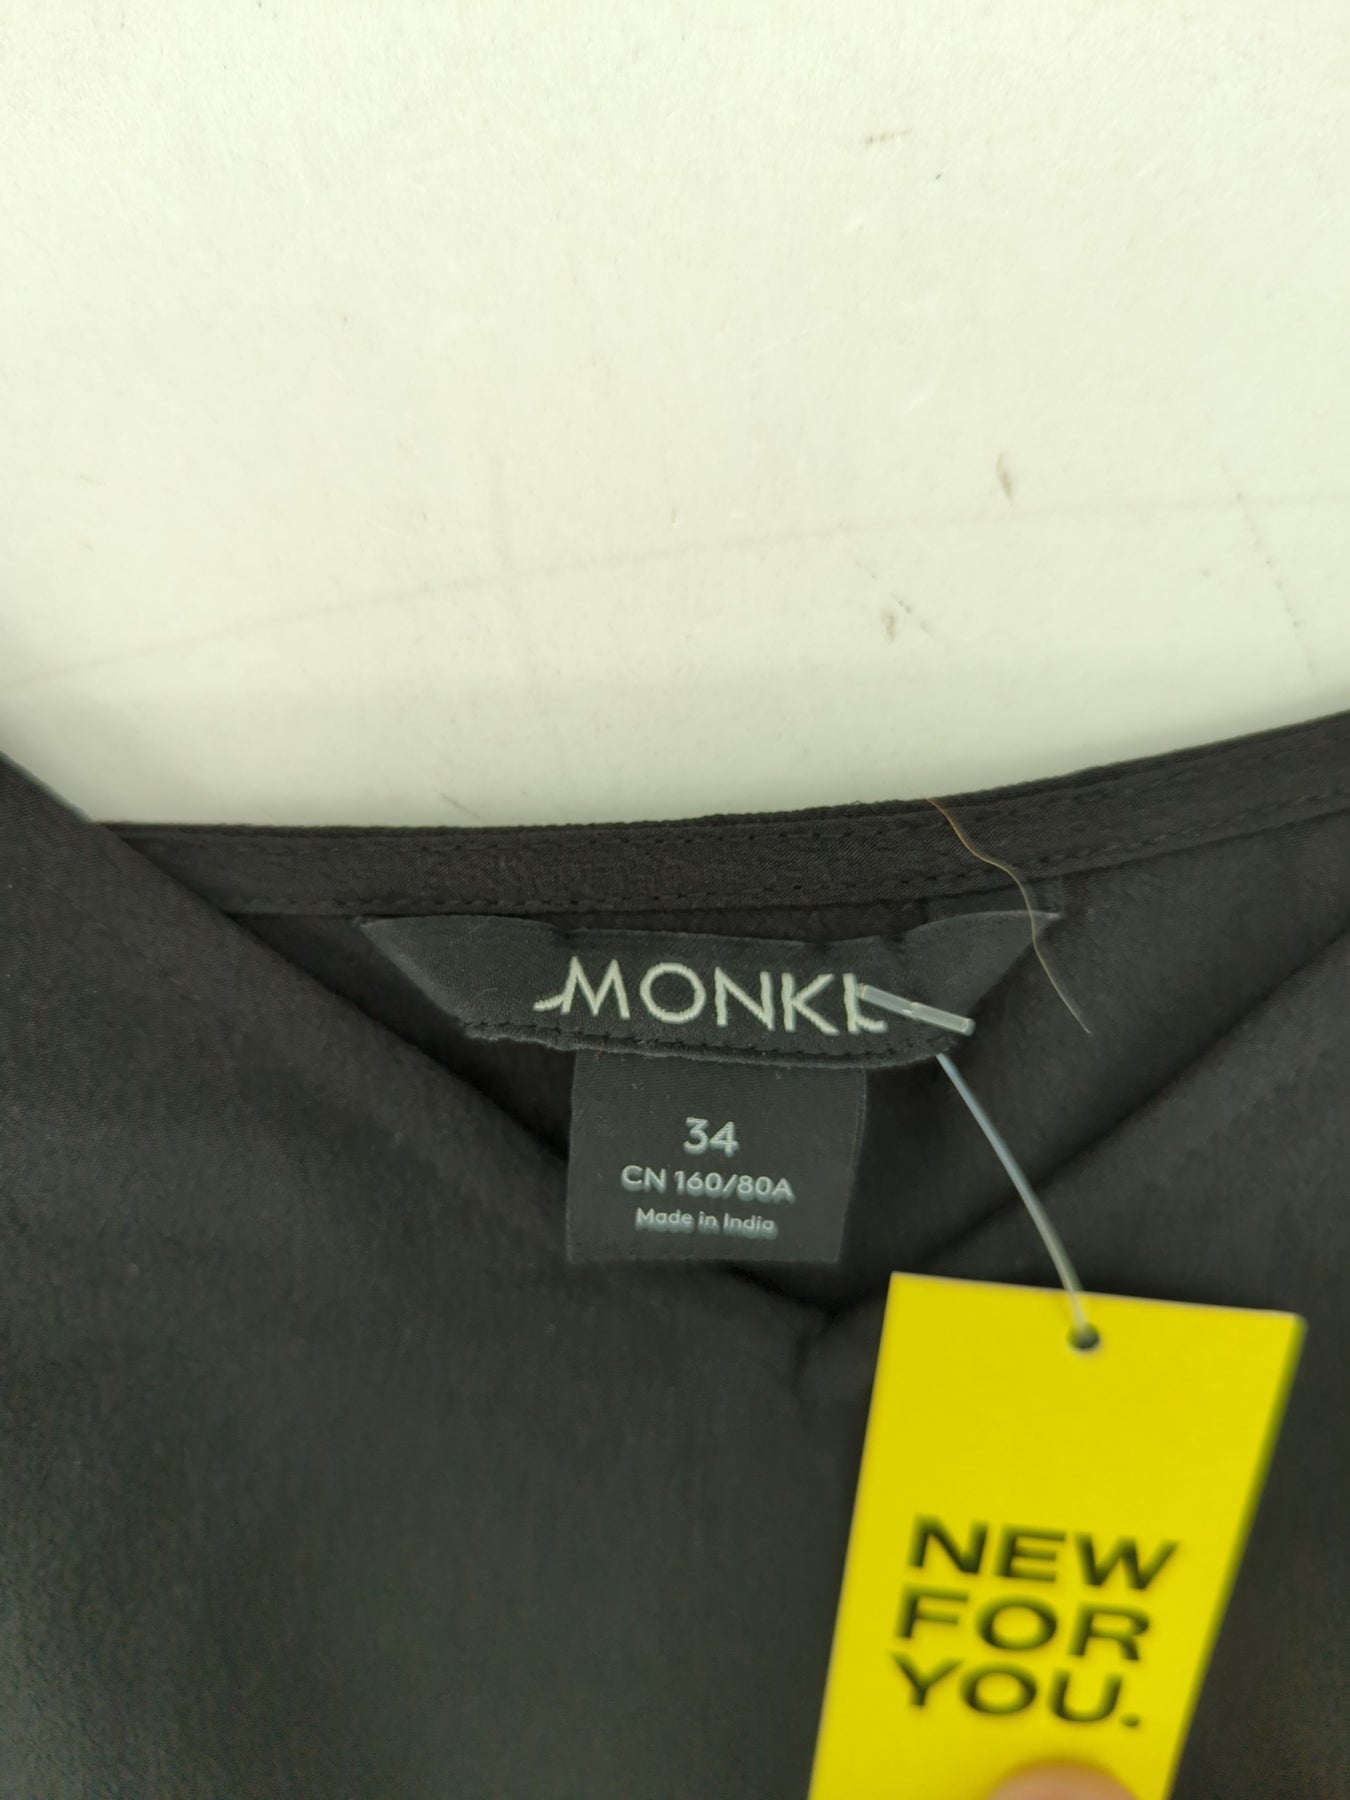 MONKI
34
CN 160/80A
Made in India
NEW
FOR
YOU.